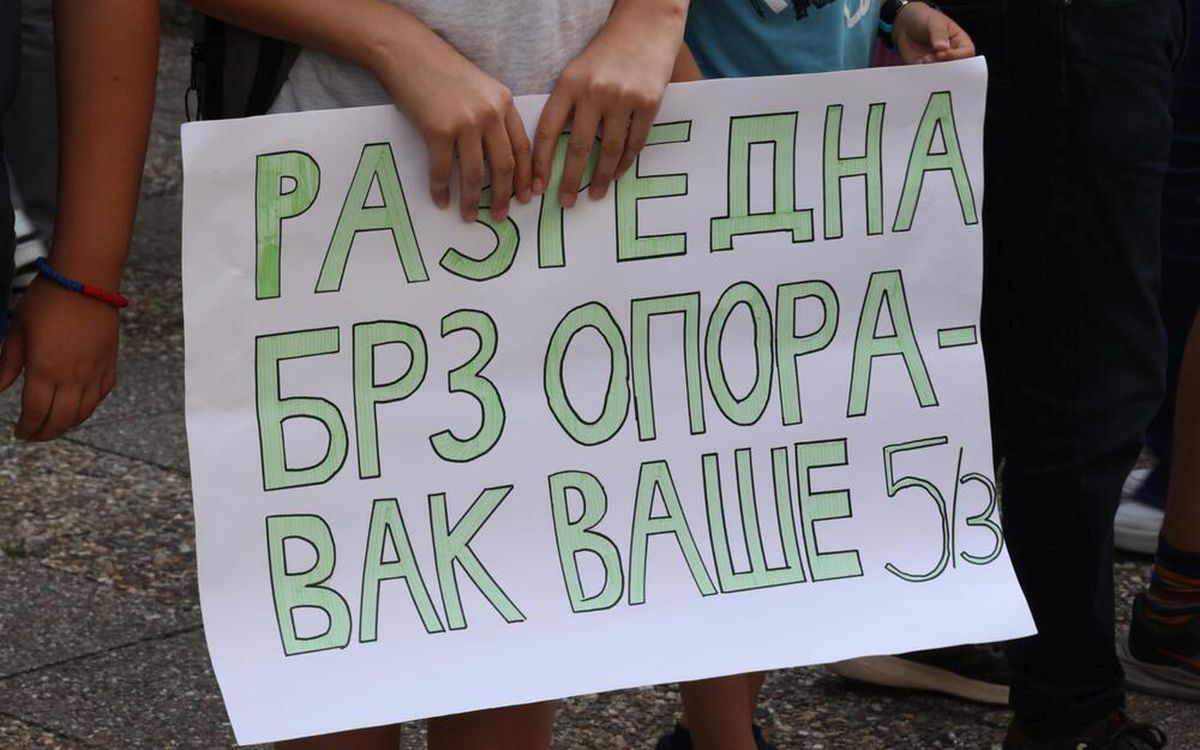 РАЗРЕДНА
БРЗ ОПОРА-
ВАК ВАШЕ 5/3